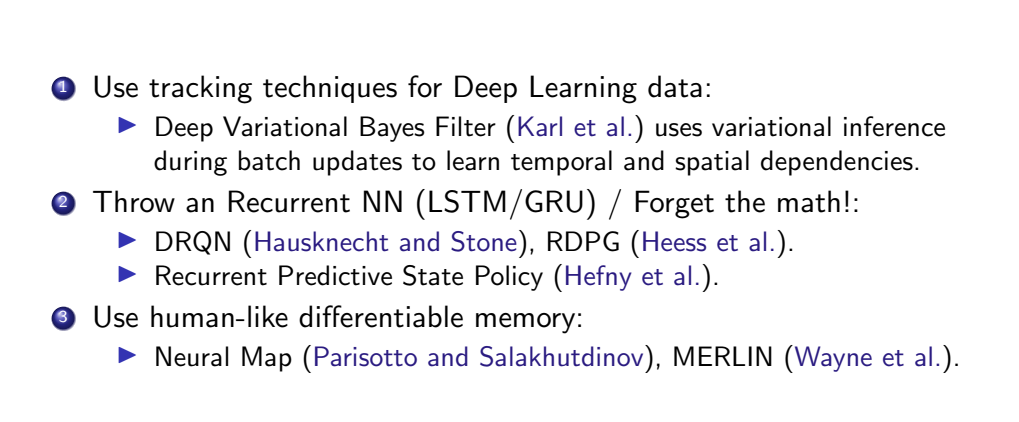 1 Use tracking techniques for Deep Learning data:
▶ Deep Variational Bayes Filter (Karl et al.) uses variational inference
during batch updates to learn temporal and spatial dependencies.
2 Throw an Recurrent NN (LSTM/GRU) / Forget the math!:
▶ DRQN (Hausknecht and Stone), RDPG (Heess et al.).
▶ Recurrent Predictive State Policy (Hefny et al.).
3 Use human-like differentiable memory:
▶ Neural Map (Parisotto and Salakhutdinov), MERLIN (Wayne et al.).